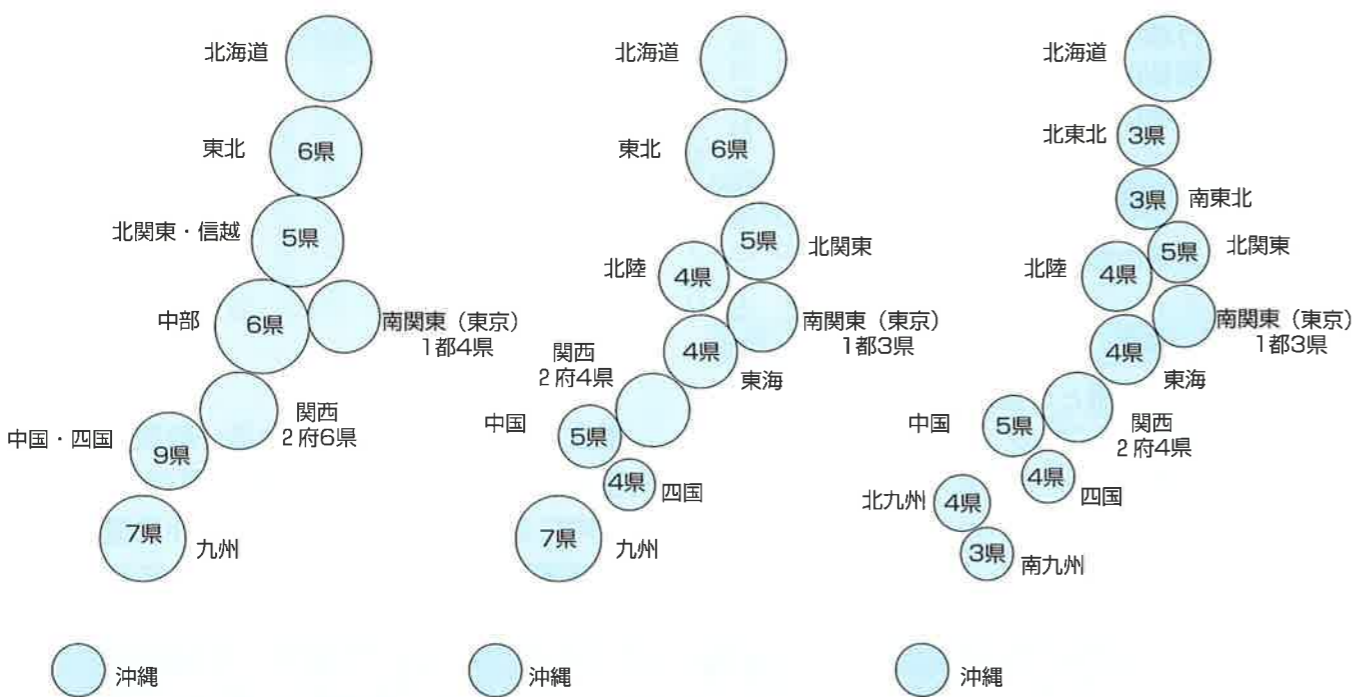 北海道
東北
6県
北関東・信越
5県
中部
6県
南関東（東京）
1都4県
関西
2府6県
中国・四国
9県
7県
九州
沖縄
北海道
東北
6県
5県
北関東
北陸
4県
南関東（東京）
1都3県
4県
東海
関西
2府4県
中国
5県
4県
四国
7県
九州
沖縄
北海道
北東北
3県
3県
南東北
5県
北関東
北陸
4県
南関東（東京）
1都3県
4県
東海
関西
2府4県
中国
5県
4県
四国
北九州
4県
3県
南九州
沖縄